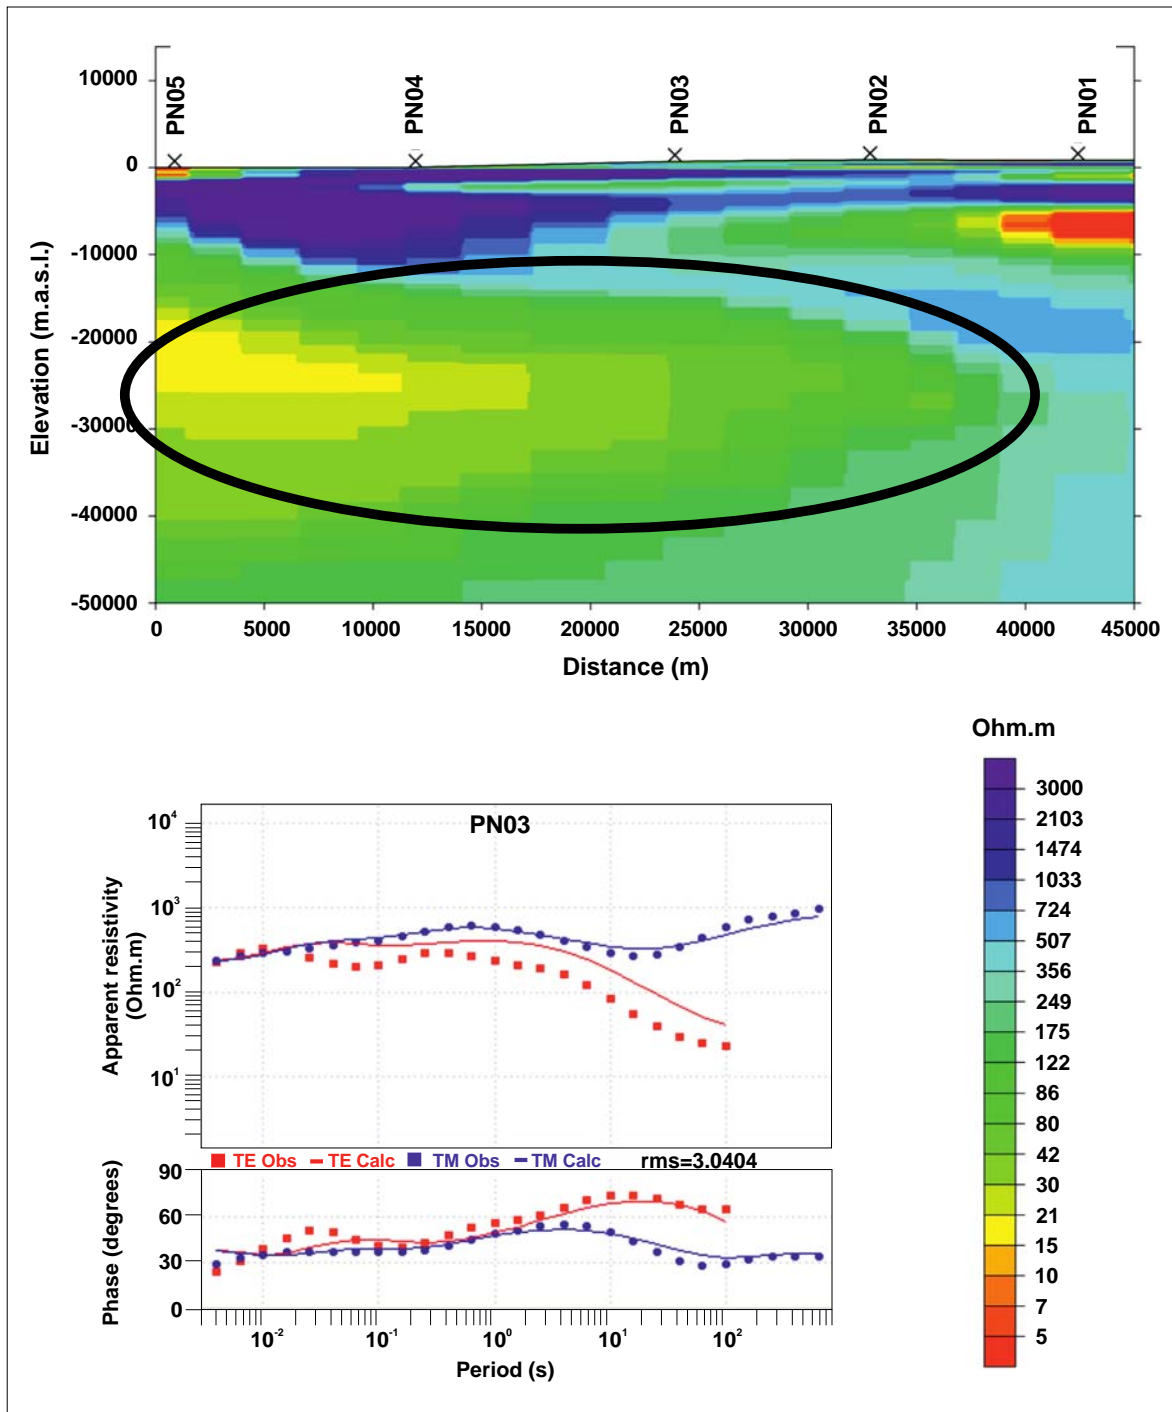 PN05
PN04
PN03
PN02
PN01
10000
0
-10000
-20000
-30000
-40000
-50000
Elevation (m.a.s.l.)
0 5000 10000 15000 20000 25000 30000 35000 40000 45000
Distance (m)
Ohm.m
3000
2103
1474
1033
724
507
356
249
175
122
86
80
42
30
21
15
10
7
5
PN03
10⁴
10³
10²
10¹
Apparent resistivity
(Ohm.m)
TE Obs TE Calc TM Obs TM Calc rms=3.0404
90
60
30
0
Phase (degrees)
10⁻² 10⁻¹ 10⁰ 10¹ 10²
Period (s)